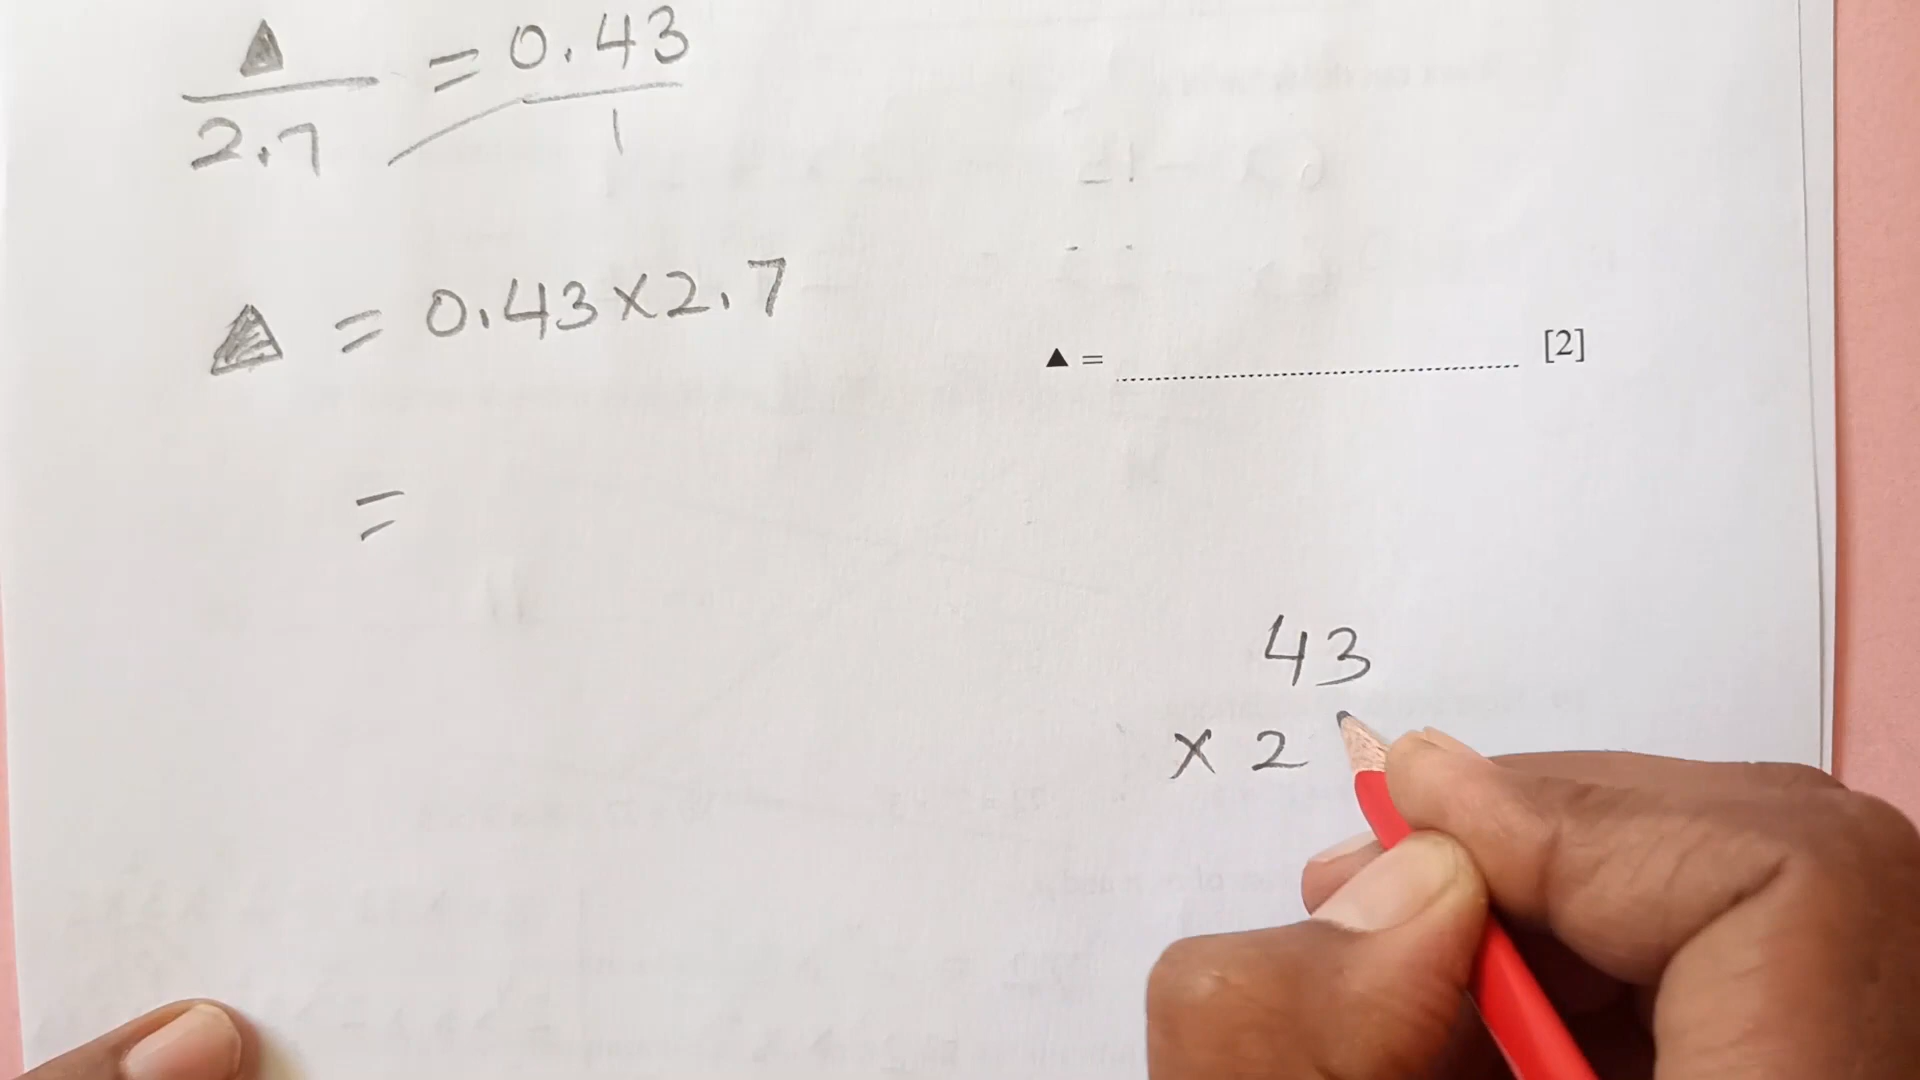 ▲ = 0.43
2.7 1
▲ = 0.43×2.7
▲ = ........................ [2]
=
43
× 2